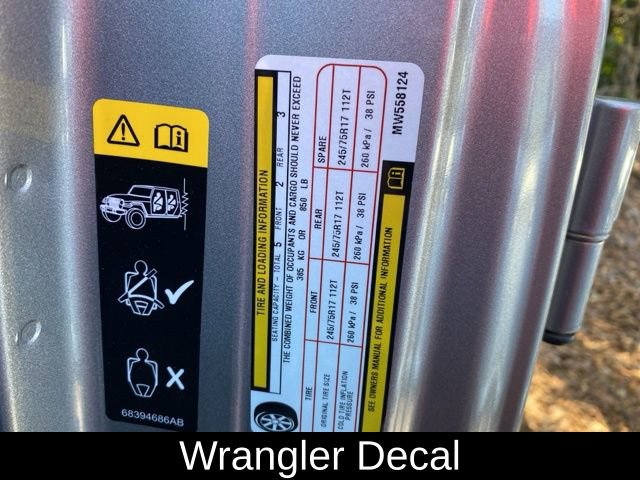 68394686AB
TIRE AND LOADING INFORMATION
SEATING CAPACITY - TOTAL 5 FRONT 2 REAR 3
THE COMBINED WEIGHT OF OCCUPANTS AND CARGO SHOULD NEVER EXCEED
385 KG OR 850 LB
TIRE FRONT REAR SPARE
ORIGINAL TIRE SIZE 245/75R17 112T 245/75R17 112T 245/75R17 112T
COLD TIRE INFLATION
PRESSURE 260 kPa / 38 PSI 260 kPa / 38 PSI 260 kPa / 38 PSI
SEE OWNERS MANUAL FOR ADDITIONAL INFORMATION
MW558124
Wrangler Decal